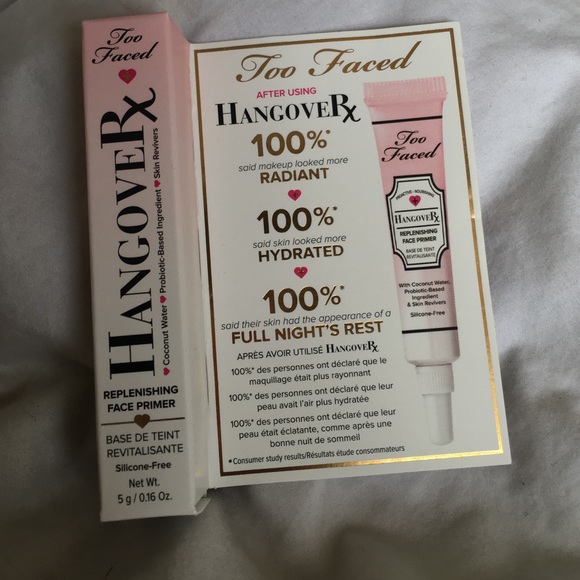 Too
Faced
HANGOVERx
♥Coconut Water♥Probiotic-Based Ingredient♥Skin Revivers
REPLENISHING
FACE PRIMER
BASE DE TEINT
REVITALISANTE
Silicone-Free
Net Wt.
5 g / 0.16 Oz.
Too Faced
AFTER USING
HANGOVERx
100%*
said makeup looked more
RADIANT
100%*
said skin looked more
HYDRATED
100%*
said their skin had the appearance of a
FULL NIGHT'S REST
APRÈS AVOIR UTILISÉ HANGOVERx
100%* des personnes ont déclaré que le
maquillage était plus rayonnant
100%* des personnes ont déclaré que leur
peau avait l'air plus hydratée
100%* des personnes ont déclaré que leur
peau était éclatante, comme après une
bonne nuit de sommeil
*Consumer study results/Résultats étude consommateurs
Too
Faced
PROACTIVE · NOURISHING
HANGOVERx
REPLENISHING
FACE PRIMER
BASE DE TEINT
REVITALISANTE
With Coconut Water,
Probiotic-Based
Ingredient
& Skin Revivers
Silicone-Free